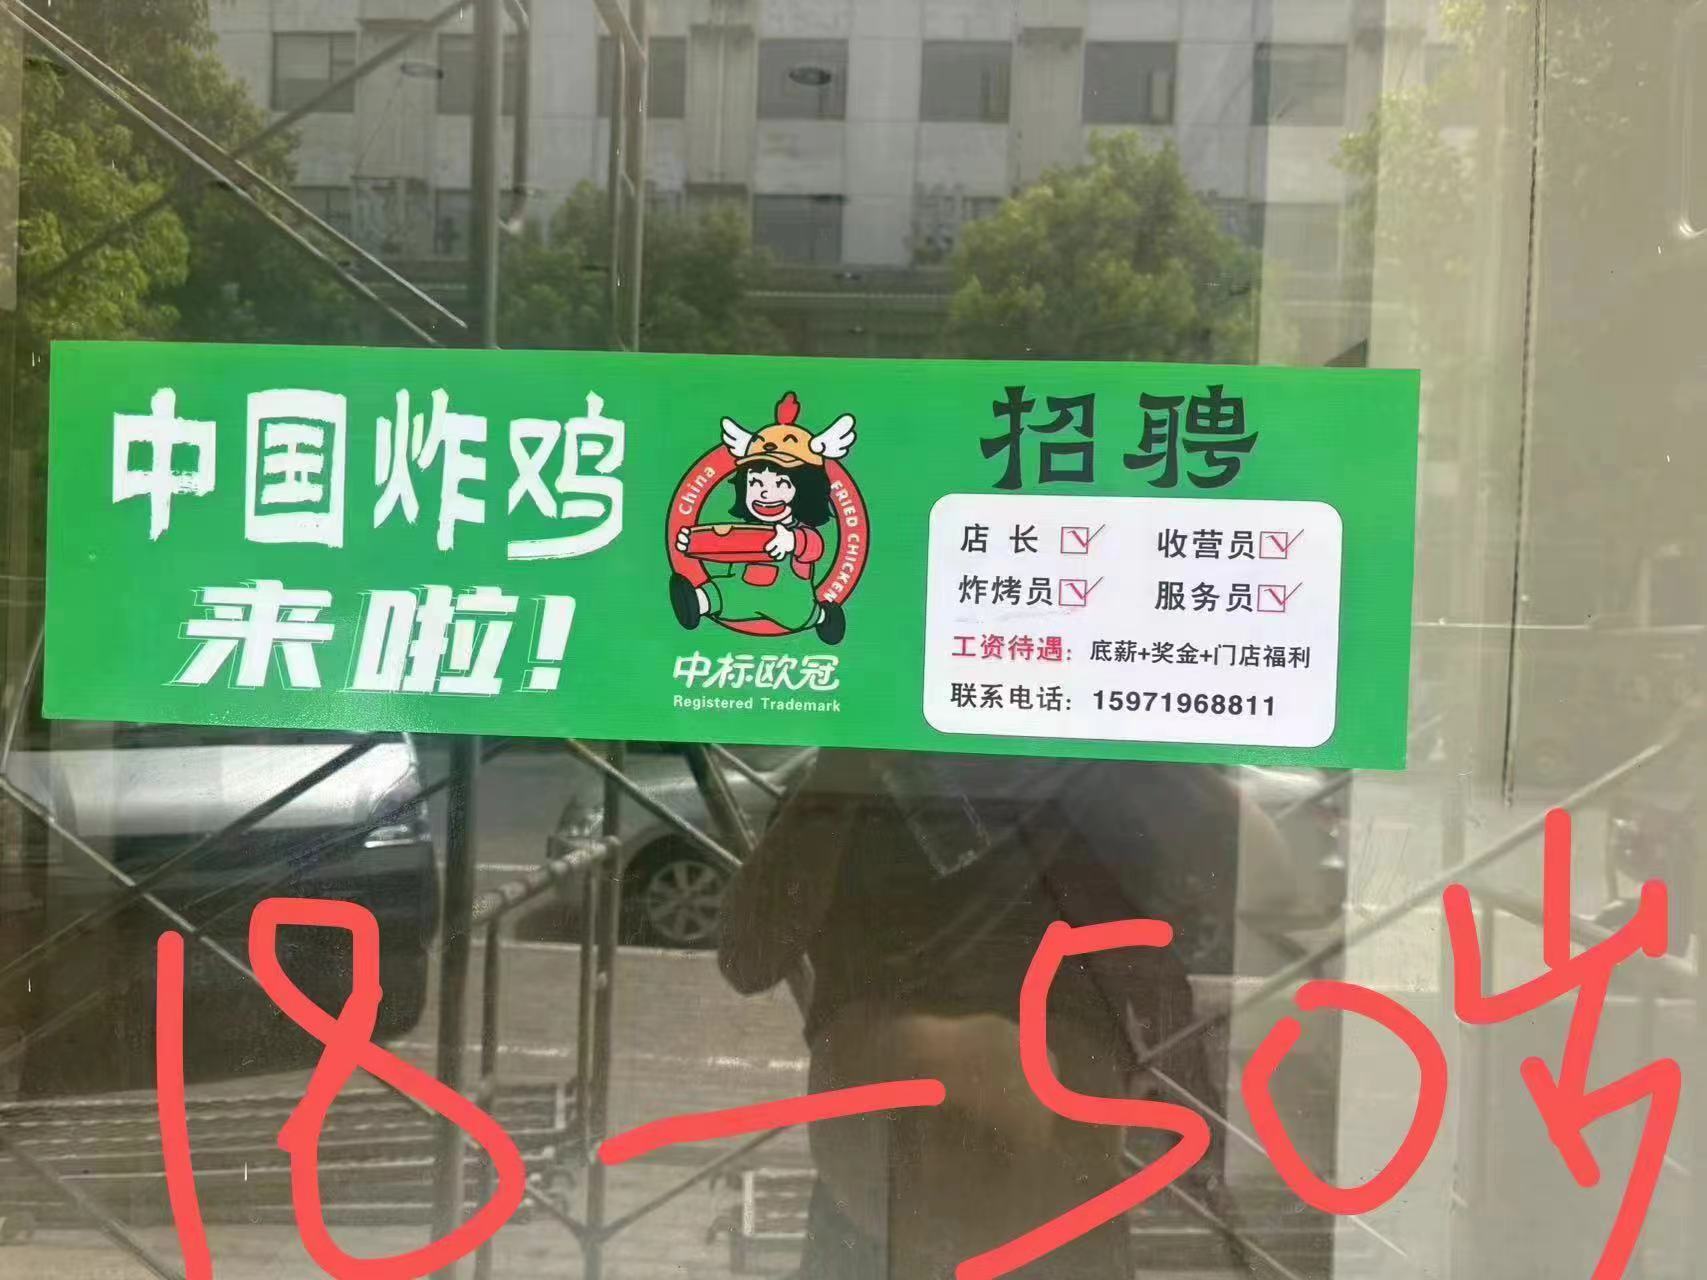 中国炸鸡
来啦!
China
FRIED CHICKEN
中标欧冠
Registered Trademark
招聘
店长 收营员
炸烤员 服务员
工资待遇：底薪+奖金+门店福利
联系电话：15971968811
18-50岁